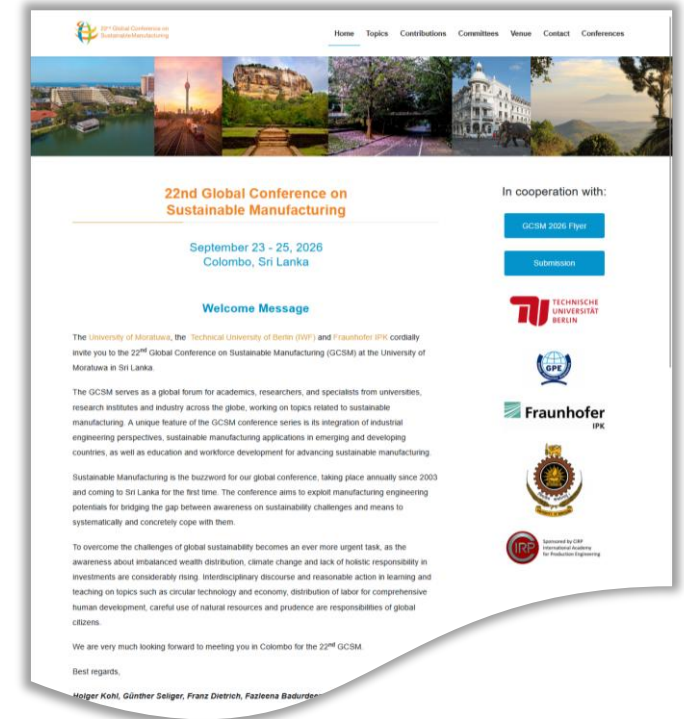 22nd Global Conference on
Sustainable Manufacturing
Home Topics Contributions Committees Venue Contact Conferences
22nd Global Conference on
Sustainable Manufacturing
September 23 - 25, 2026
Colombo, Sri Lanka
Welcome Message
The University of Moratuwa, the Technical University of Berlin (IWF) and Fraunhofer IPK cordially
invite you to the 22nd Global Conference on Sustainable Manufacturing (GCSM) at the University of
Moratuwa in Sri Lanka.
The GCSM serves as a global forum for academics, researchers, and specialists from universities,
research institutes and industry across the globe, working on topics related to sustainable
manufacturing. A unique feature of the GCSM conference series is its integration of industrial
engineering perspectives, sustainable manufacturing applications in emerging and developing
countries, as well as education and workforce development for advancing sustainable manufacturing.
Sustainable Manufacturing is the buzzword for our global conference, taking place annually since 2003
and coming to Sri Lanka for the first time. The conference aims to exploit manufacturing engineering
potentials for bridging the gap between awareness on sustainability challenges and means to
systematically and concretely cope with them.
To overcome the challenges of global sustainability becomes an ever more urgent task, as the
awareness about imbalanced wealth distribution, climate change and lack of holistic responsibility in
investments are considerably rising. Interdisciplinary discourse and reasonable action in learning and
teaching on topics such as circular technology and economy, distribution of labor for comprehensive
human development, careful use of natural resources and prudence are responsibilities of global
citizens.
We are very much looking forward to meeting you in Colombo for the 22nd GCSM.
Best regards,
Holger Kohl, Günther Seliger, Franz Dietrich, Fazleena
In cooperation with:
GCSM 2026 Flyer
Submission
TECHNISCHE
UNIVERSITÄT
BERLIN
GPE
Fraunhofer
IPK
CIRP
Sponsored by CIRP
International Academy
for Production Engineering